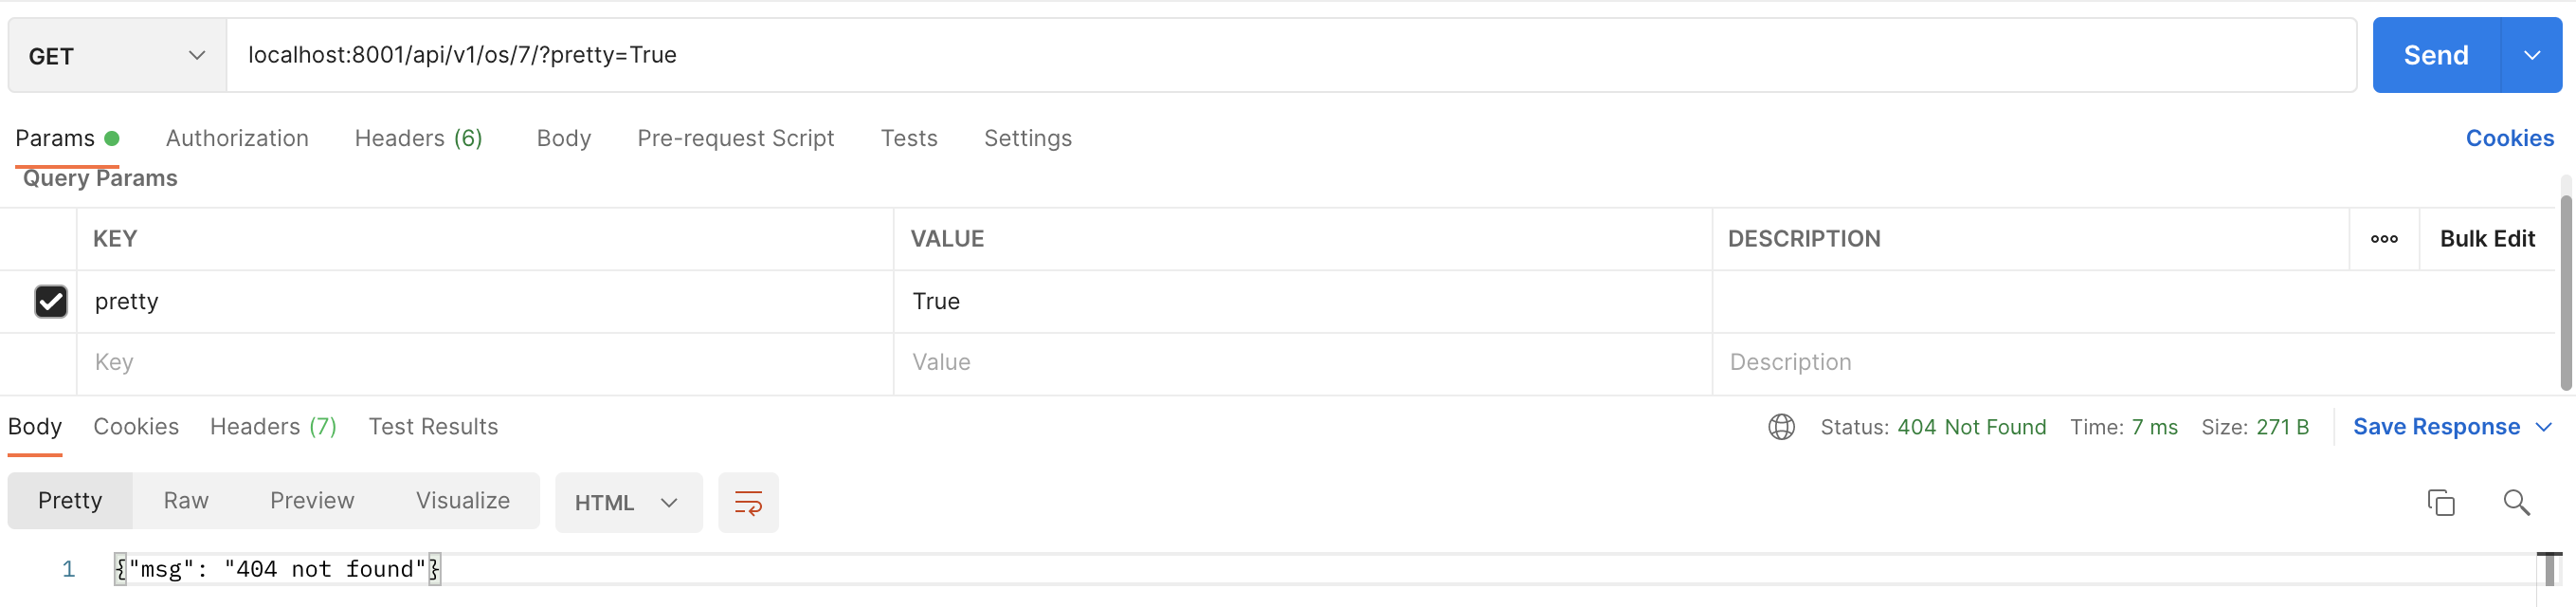 GET localhost:8001/api/v1/os/7/?pretty=True Send
Params Authorization Headers (6) Body Pre-request Script Tests Settings Cookies
Query Params
KEY VALUE DESCRIPTION Bulk Edit
pretty True
Key Value Description
Body Cookies Headers (7) Test Results Status: 404 Not Found Time: 7 ms Size: 271 B Save Response
Pretty Raw Preview Visualize HTML
1 {"msg": "404 not found"}